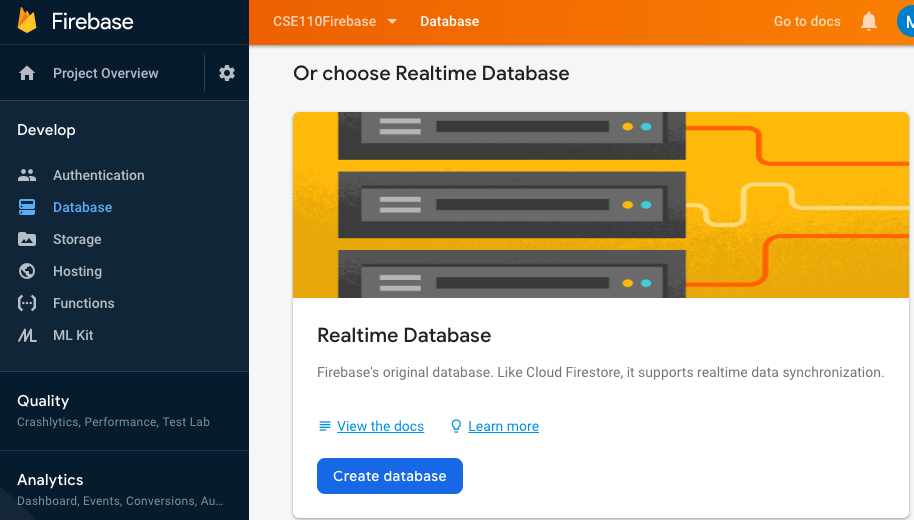 Firebase
CSE110Firebase
Database
Go to docs
M
Project Overview
Or choose Realtime Database
Develop
Authentication
Database
Storage
Hosting
Functions
ML Kit
Quality
Crashlytics, Performance, Test Lab
Analytics
Dashboard, Events, Conversions, Au...
Realtime Database
Firebase's original database. Like Cloud Firestore, it supports realtime data synchronization.
View the docs
Learn more
Create database